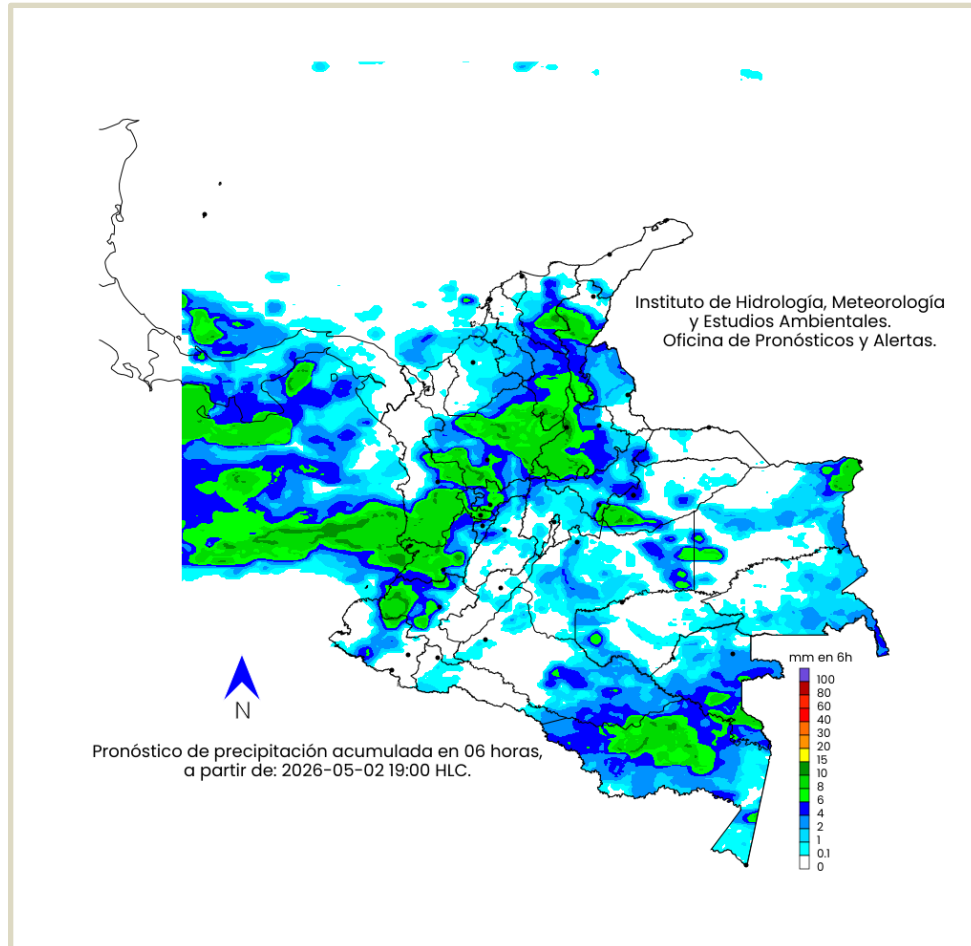 Instituto de Hidrología, Meteorología
y Estudios Ambientales.
Oficina de Pronósticos y Alertas.
mm en 6h
100
80
60
40
30
20
15
10
8
6
4
2
1
0.1
0
N
Pronóstico de precipitación acumulada en 06 horas,
a partir de: 2026-05-02 19:00 HLC.